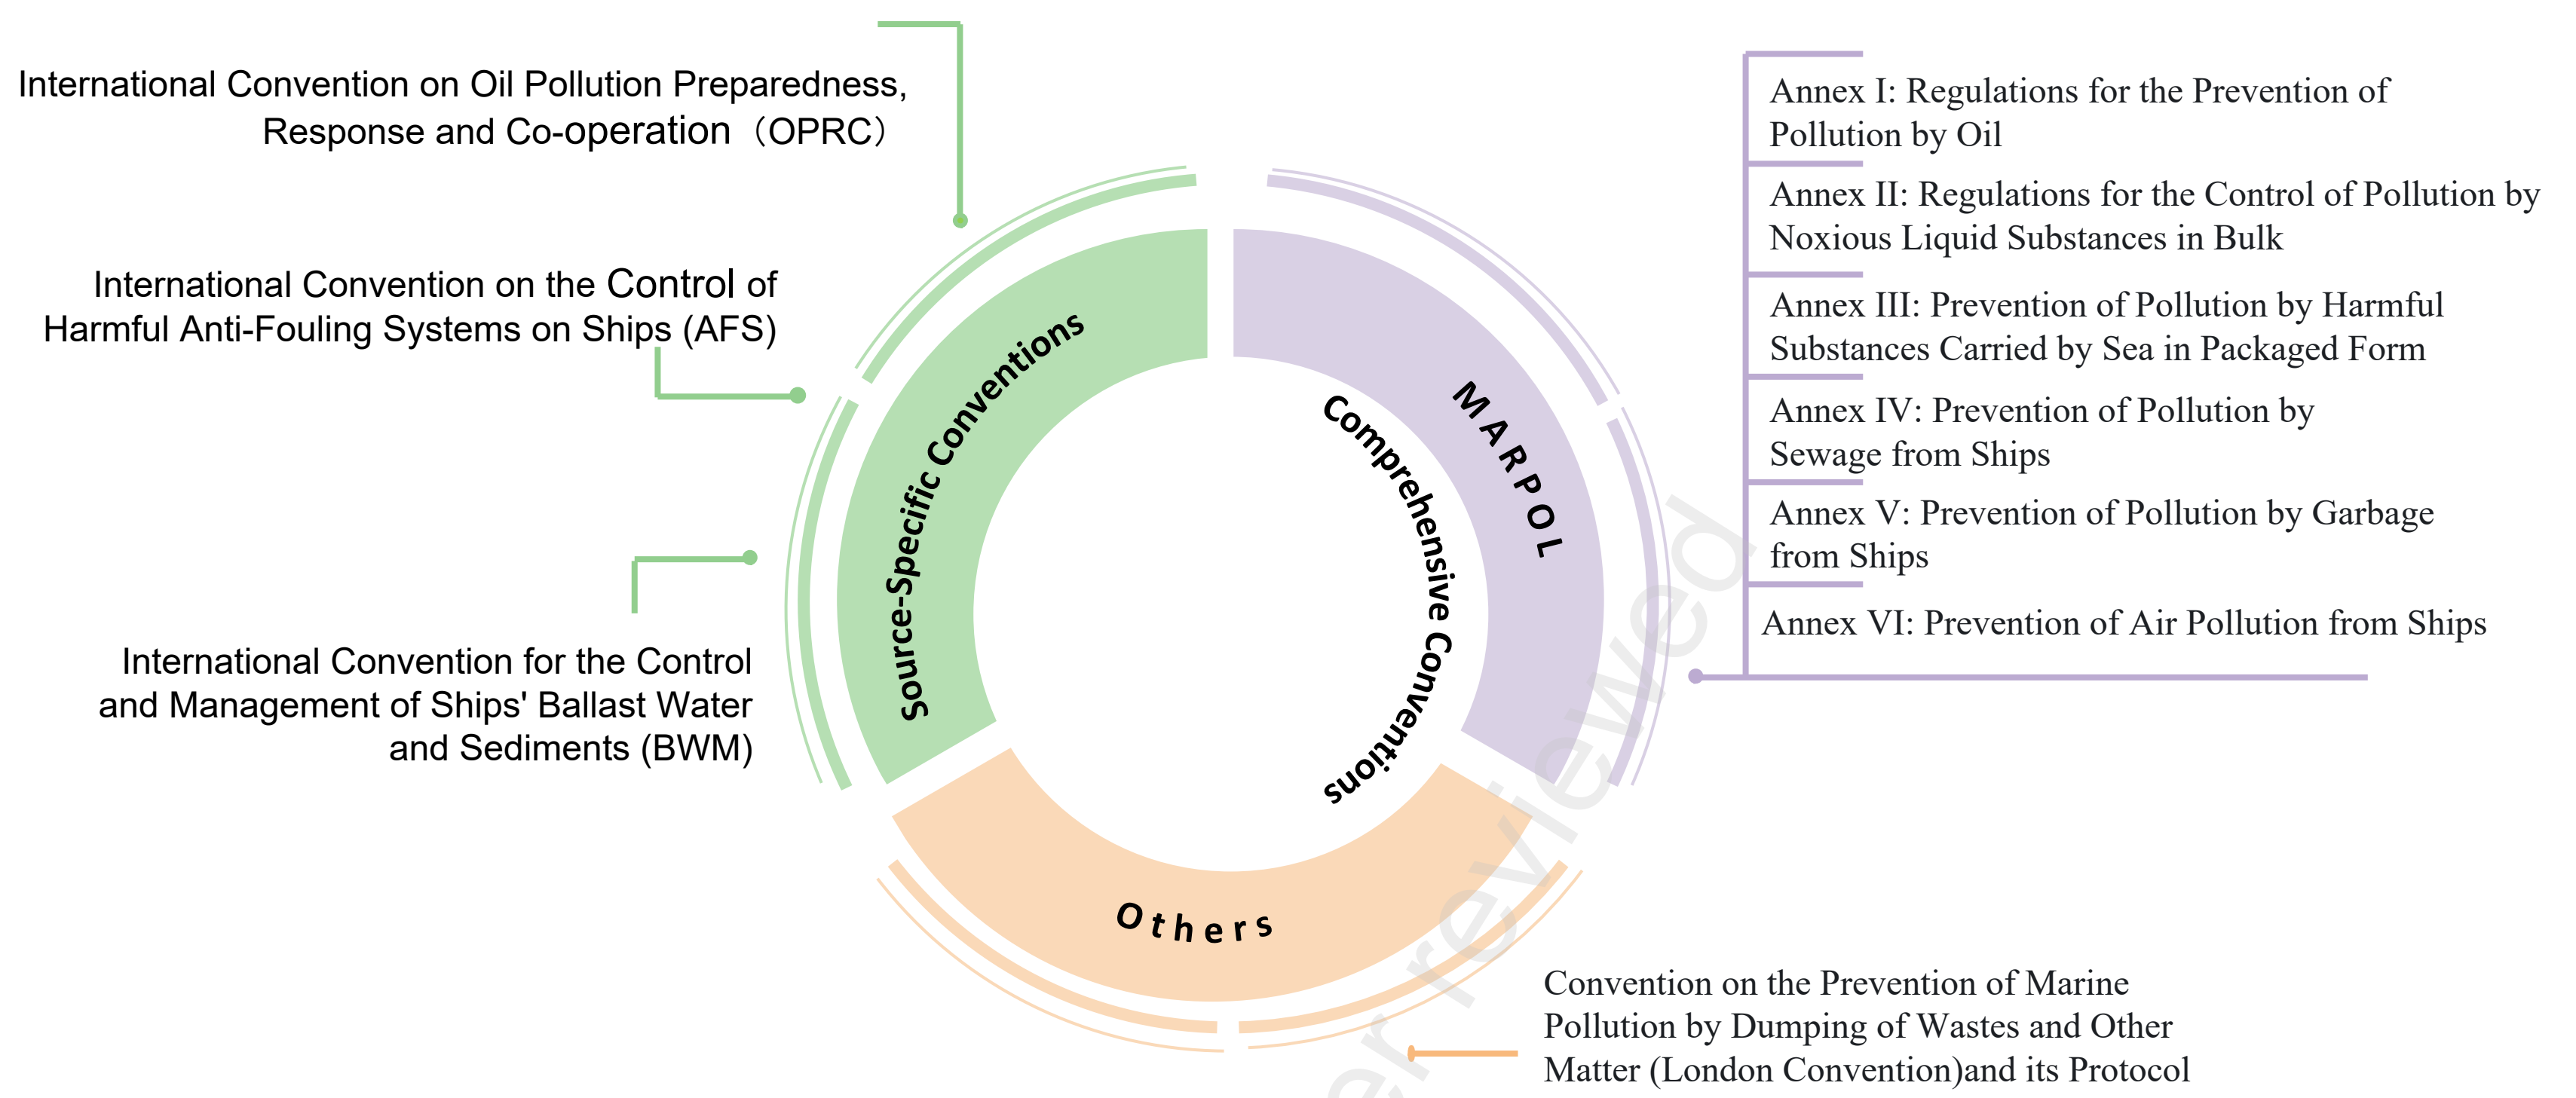 International Convention on Oil Pollution Preparedness,
Response and Co-operation（OPRC）
International Convention on the Control of
Harmful Anti-Fouling Systems on Ships (AFS)
International Convention for the Control
and Management of Ships' Ballast Water
and Sediments (BWM)
Source-Specific Conventions
MARPOL
Comprehensive Conventions
Others
Annex I: Regulations for the Prevention of
Pollution by Oil
Annex II: Regulations for the Control of Pollution by
Noxious Liquid Substances in Bulk
Annex III: Prevention of Pollution by Harmful
Substances Carried by Sea in Packaged Form
Annex IV: Prevention of Pollution by
Sewage from Ships
Annex V: Prevention of Pollution by Garbage
from Ships
Annex VI: Prevention of Air Pollution from Ships
Convention on the Prevention of Marine
Pollution by Dumping of Wastes and Other
Matter (London Convention)and its Protocol
er reviewed